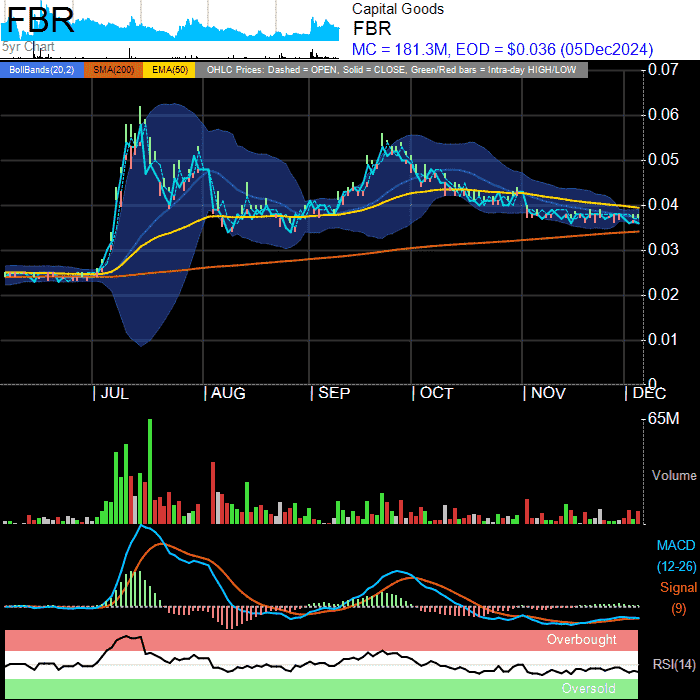 FBR
5yr Chart
Capital Goods
FBR
MC = 181.3M, EOD = $0.036 (05Dec2024)
BollBands(20,2) SMA(200) EMA(50) OHLC Prices: Dashed = OPEN, Solid = CLOSE, Green/Red bars = Intra-day HIGH/LOW
0.07
0.06
0.05
0.04
0.03
0.02
0.01
0
JUL AUG SEP OCT NOV DEC
65M
Volume
MACD
(12-26)
Signal
(9)
Overbought
RSI(14)
Oversold